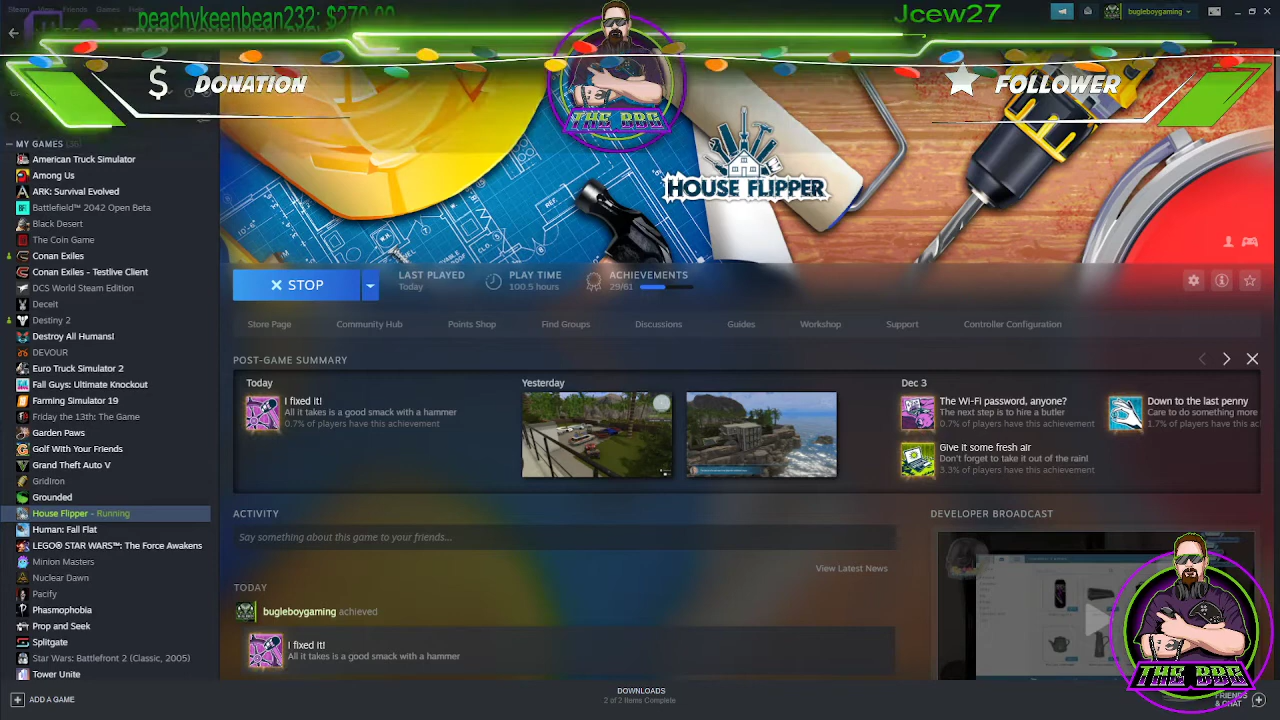 Steam View Friends Games Help
peachykeenbean232: $270.00
Jcew27
bugleboygaming
DONATION
FOLLOWER
THE BBG
HOUSE FLIPPER
MY GAMES (36)
American Truck Simulator
Among Us
ARK: Survival Evolved
Battlefield™ 2042 Open Beta
Black Desert
The Coin Game
Conan Exiles
Conan Exiles - Testlive Client
DCS World Steam Edition
Deceit
Destiny 2
Destroy All Humans!
DEVOUR
Euro Truck Simulator 2
Fall Guys: Ultimate Knockout
Farming Simulator 19
Friday the 13th: The Game
Garden Paws
Golf With Your Friends
Grand Theft Auto V
GridIron
Grounded
House Flipper - Running
Human: Fall Flat
LEGO® STAR WARS™: The Force Awakens
Minion Masters
Nuclear Dawn
Pacify
Phasmophobia
Prop and Seek
Splitgate
Star Wars: Battlefront 2 (Classic, 2005)
Tower Unite
ADD A GAME
STOP
LAST PLAYED
Today
PLAY TIME
100.5 hours
ACHIEVEMENTS
29/61
Store Page Community Hub Points Shop Find Groups Discussions Guides Workshop Support Controller Configuration
POST-GAME SUMMARY
Today
I fixed it!
All it takes is a good smack with a hammer
0.7% of players have this achievement
Yesterday
Dec 3
The Wi-Fi password, anyone?
The next step is to hire a butler
0.7% of players have this achievement
Down to the last penny
Care to do something more
1.7% of players have this ac
Give it some fresh air
Don't forget to take it out of the rain!
3.3% of players have this achievement
ACTIVITY
Say something about this game to your friends...
View Latest News
TODAY
bugleboygaming achieved
I fixed it!
All it takes is a good smack with a hammer
DEVELOPER BROADCAST
THE BBG
DOWNLOADS
2 of 2 Items Complete
FRIENDS
& CHAT